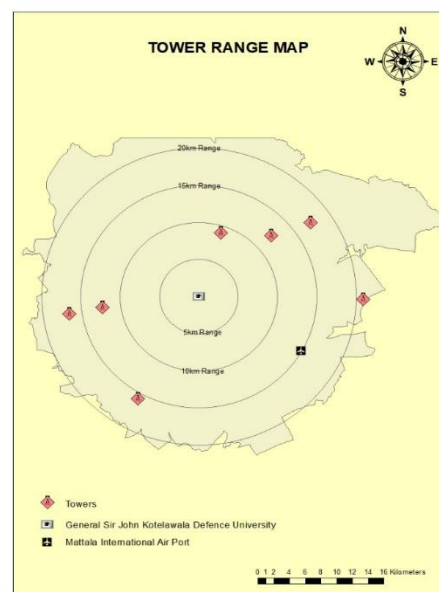 TOWER RANGE MAP
N
W E
S
20km Range
15km Range
5km Range
10km Range
Towers
General Sir John Kotelawala Defence University
Mattala International Air Port
0 1 2 4 6 8 10 12 14 16 Kilometers